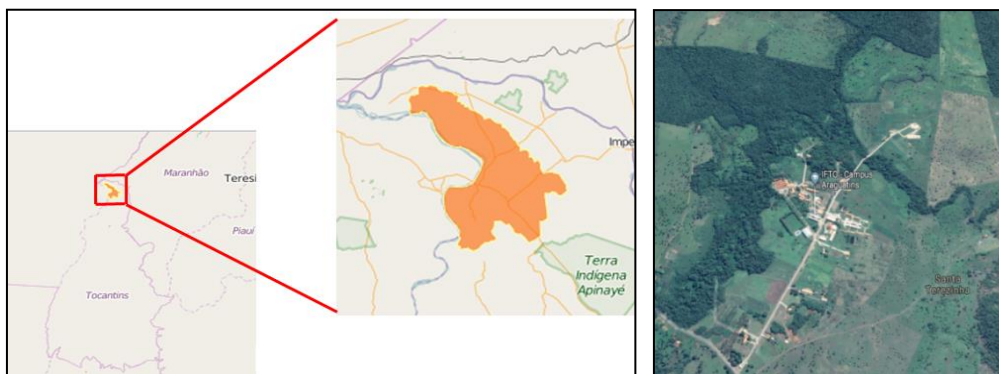 Maranhão
Teresi
Piauí
Tocantins
Impe
Terra
Indígena
Apinayé
IFTO - Campus
Araguatins
Santa
Terezinha